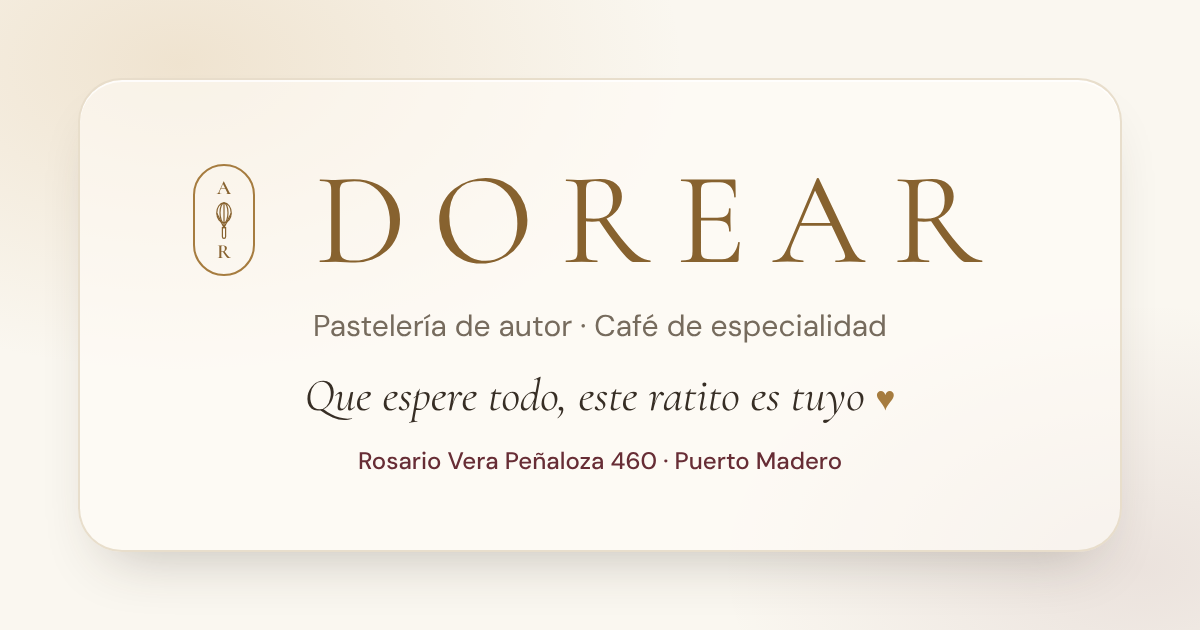 A
R
DOREAR
Pastelería de autor · Café de especialidad
Que espere todo, este ratito es tuyo ♥
Rosario Vera Peñaloza 460 · Puerto Madero